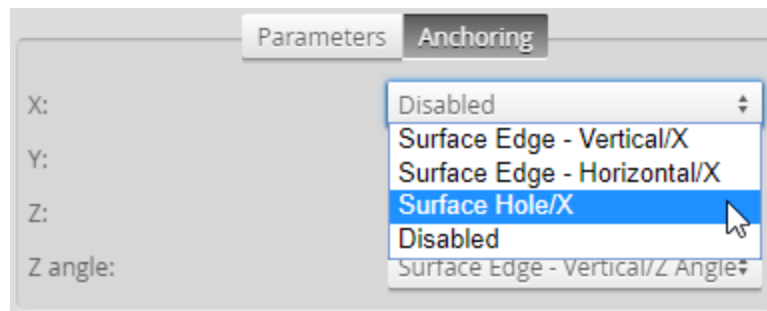 Parameters Anchoring
X: Disabled
Surface Edge - Vertical/X
Y: Surface Edge - Horizontal/X
Z: Surface Hole/X
Disabled
Z angle: Surface Edge - Vertical/Z Angle